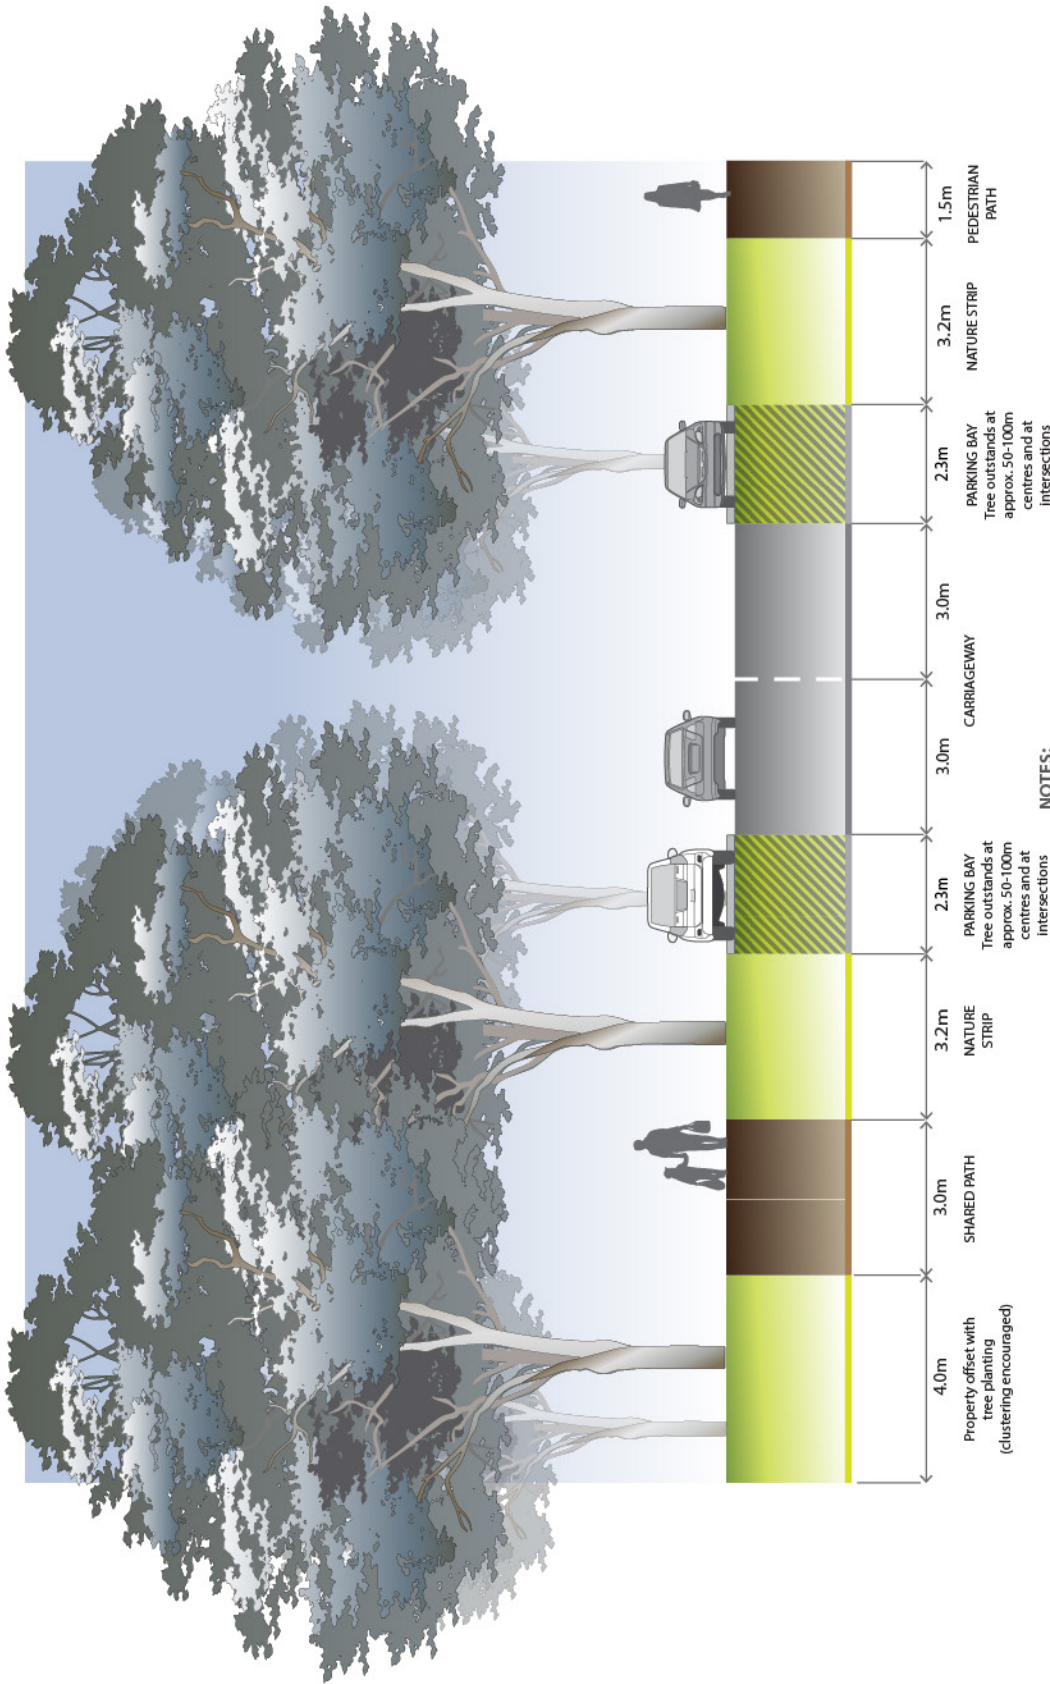 4.0m
3.0m
3.2m
2.3m
3.0m
3.0m
2.3m
3.2m
1.5m
Property offset with
tree planting
(clustering encouraged)
SHARED PATH
NATURE
STRIP
PARKING BAY
Tree outstands at
approx. 50-100m
centres and at
intersections
CARRIAGEWAY
PARKING BAY
Tree outstands at
approx. 50-100m
centres and at
intersections
NATURE STRIP
PEDESTRIAN
PATH
NOTES: